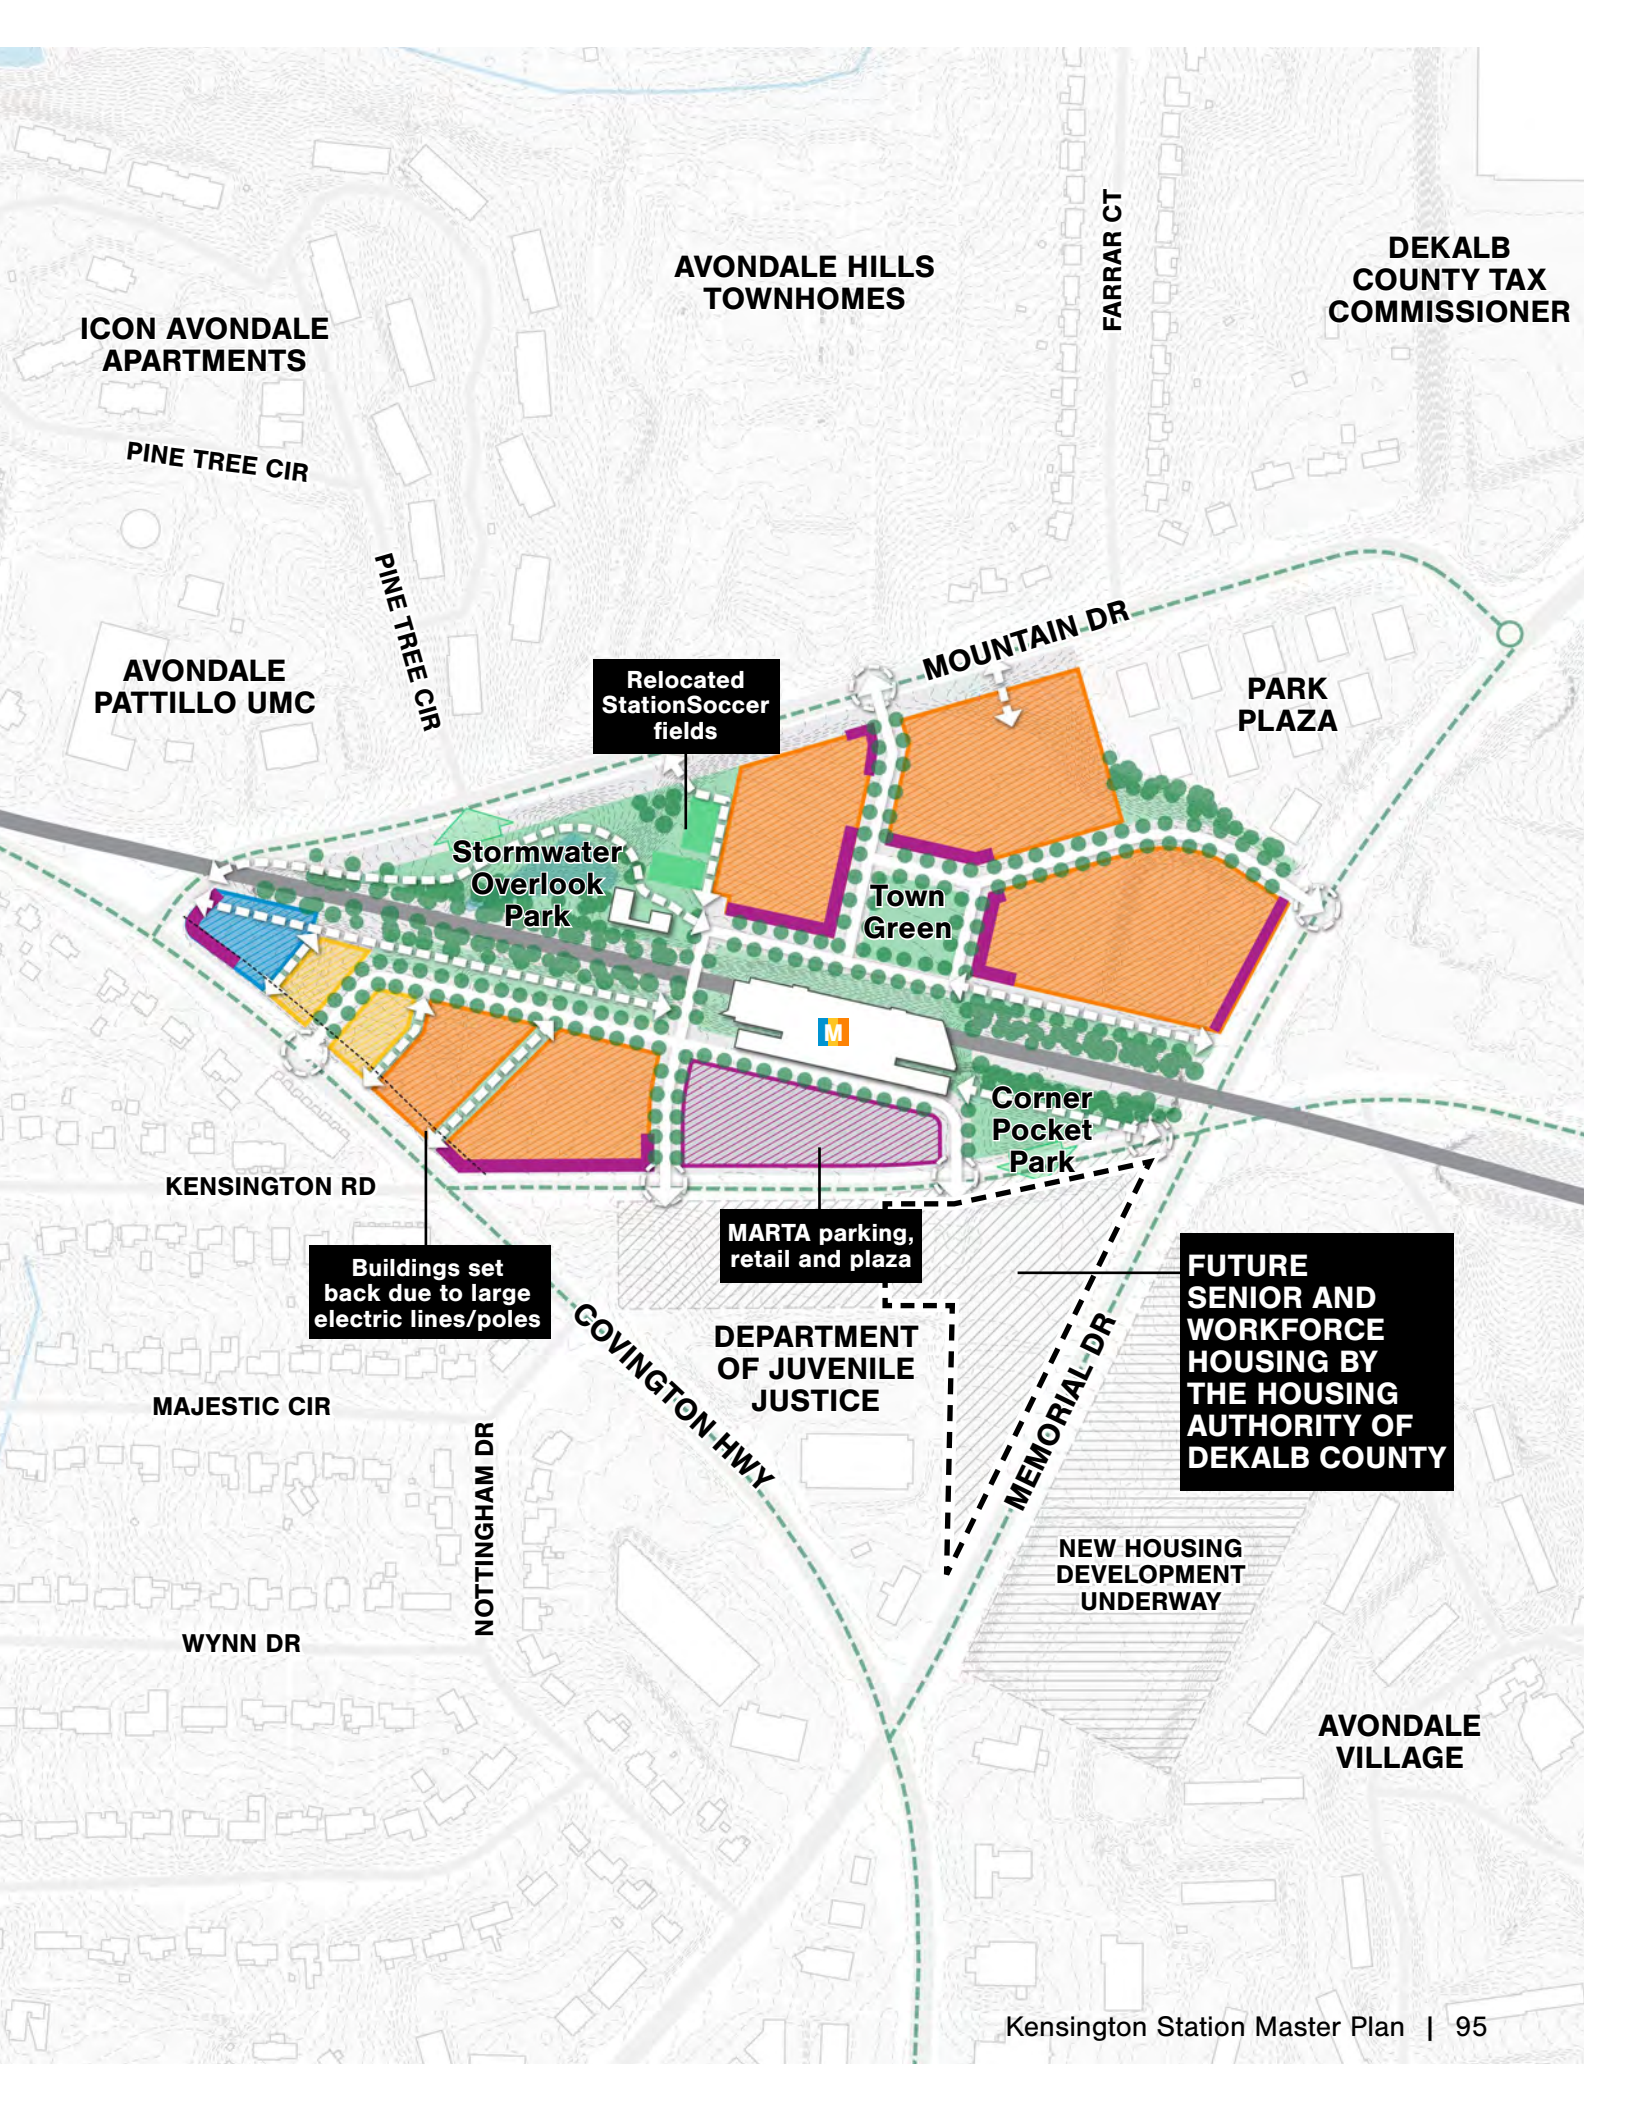 FARRAR CT
DEKALB
COUNTY TAX
COMMISSIONER
AVONDALE HILLS
TOWNHOMES
ICON AVONDALE
APARTMENTS
PINE TREE CIR
PINE TREE CIR
MOUNTAIN DR
AVONDALE
PATTILLO UMC
Relocated
StationSoccer
fields
PARK
PLAZA
Stormwater
Overlook
Park
Town
Green
M
Corner
Pocket
Park
KENSINGTON RD
MARTA parking,
retail and plaza
Buildings set
back due to large
electric lines/poles
FUTURE
SENIOR AND
WORKFORCE
HOUSING BY
THE HOUSING
AUTHORITY OF
DEKALB COUNTY
COVINGTON HWY
DEPARTMENT
OF JUVENILE
JUSTICE
MEMORIAL DR
MAJESTIC CIR
NOTTINGHAM DR
NEW HOUSING
DEVELOPMENT
UNDERWAY
WYNN DR
AVONDALE
VILLAGE
Kensington Station Master Plan | 95